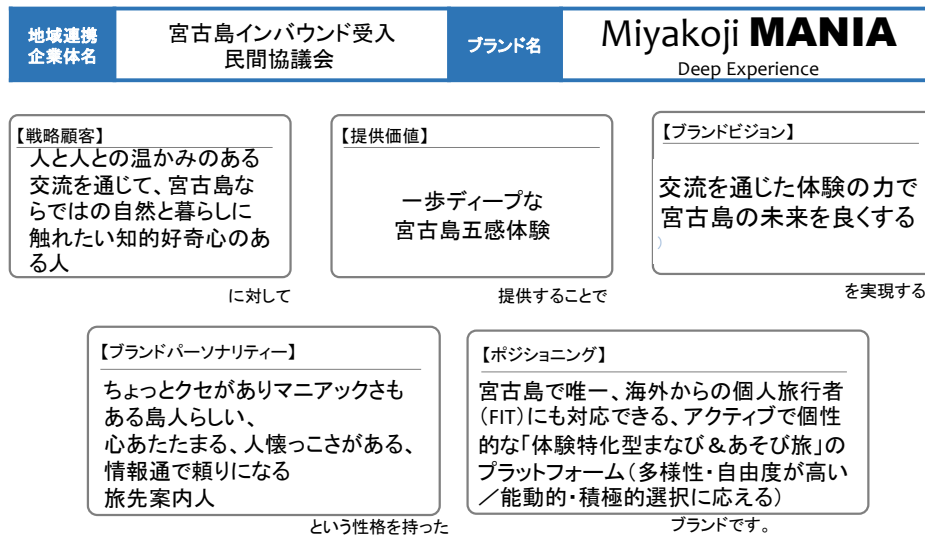 地域連携
企業体名
宮古島インバウンド受入
民間協議会
ブランド名
Miyakoji MANIA
Deep Experience
【戦略顧客】
人と人との温かみのある
交流を通じて、宮古島な
らではの自然と暮らしに
触れたい知的好奇心のあ
る人
に対して
【提供価値】
一歩ディープな
宮古島五感体験
提供することで
【ブランドビジョン】
交流を通じた体験の力で
宮古島の未来を良くする
）
を実現する
【ブランドパーソナリティー】
ちょっとクセがありマニアックさも
ある島人らしい、
心あたたまる、人懐っこさがある、
情報通で頼りになる
旅先案内人
という性格を持った
【ポジショニング】
宮古島で唯一、海外からの個人旅行者
（FIT）にも対応できる、アクティブで個性
的な「体験特化型まなび＆あそび旅」の
プラットフォーム（多様性・自由度が高い
／能動的・積極的選択に応える）
ブランドです。